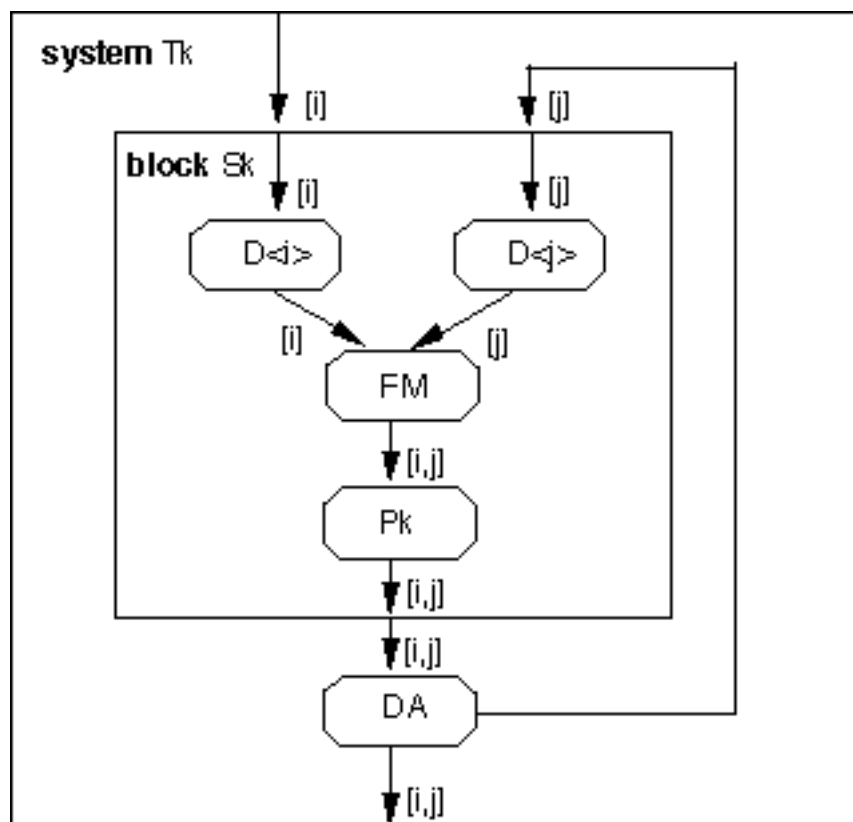 system Tk
[i]
[j]
block Sk
[i]
[j]
D<i>
D<j>
[i]
[j]
FM
[i,j]
Pk
[i,j]
[i,j]
DA
[i,j]